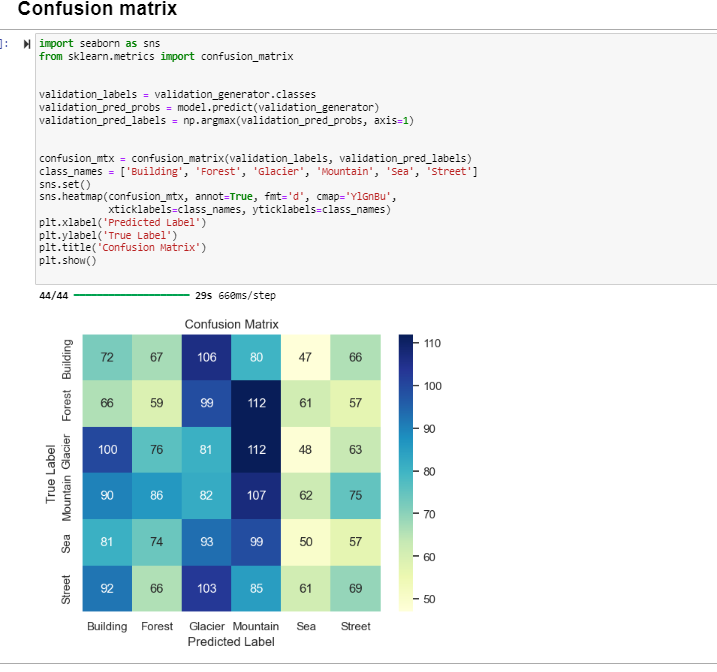 Confusion matrix
]:
import seaborn as sns
from sklearn.metrics import confusion_matrix
validation_labels = validation_generator.classes
validation_pred_probs = model.predict(validation_generator)
validation_pred_labels = np.argmax(validation_pred_probs, axis=1)
confusion_mtx = confusion_matrix(validation_labels, validation_pred_labels)
class_names = ['Building', 'Forest', 'Glacier', 'Mountain', 'Sea', 'Street']
sns.set()
sns.heatmap(confusion_mtx, annot=True, fmt='d', cmap='YlGnBu',
xticklabels=class_names, yticklabels=class_names)
plt.xlabel('Predicted Label')
plt.ylabel('True Label')
plt.title('Confusion Matrix')
plt.show()
44/44 29s 660ms/step
Confusion Matrix
True Label
Building 72 67 106 80 47 66
Forest 66 59 99 112 61 57
Glacier 100 76 81 112 48 63
Mountain 90 86 82 107 62 75
Sea 81 74 93 99 50 57
Street 92 66 103 85 61 69
Building Forest Glacier Mountain Sea Street
Predicted Label
110
100
90
80
70
60
50